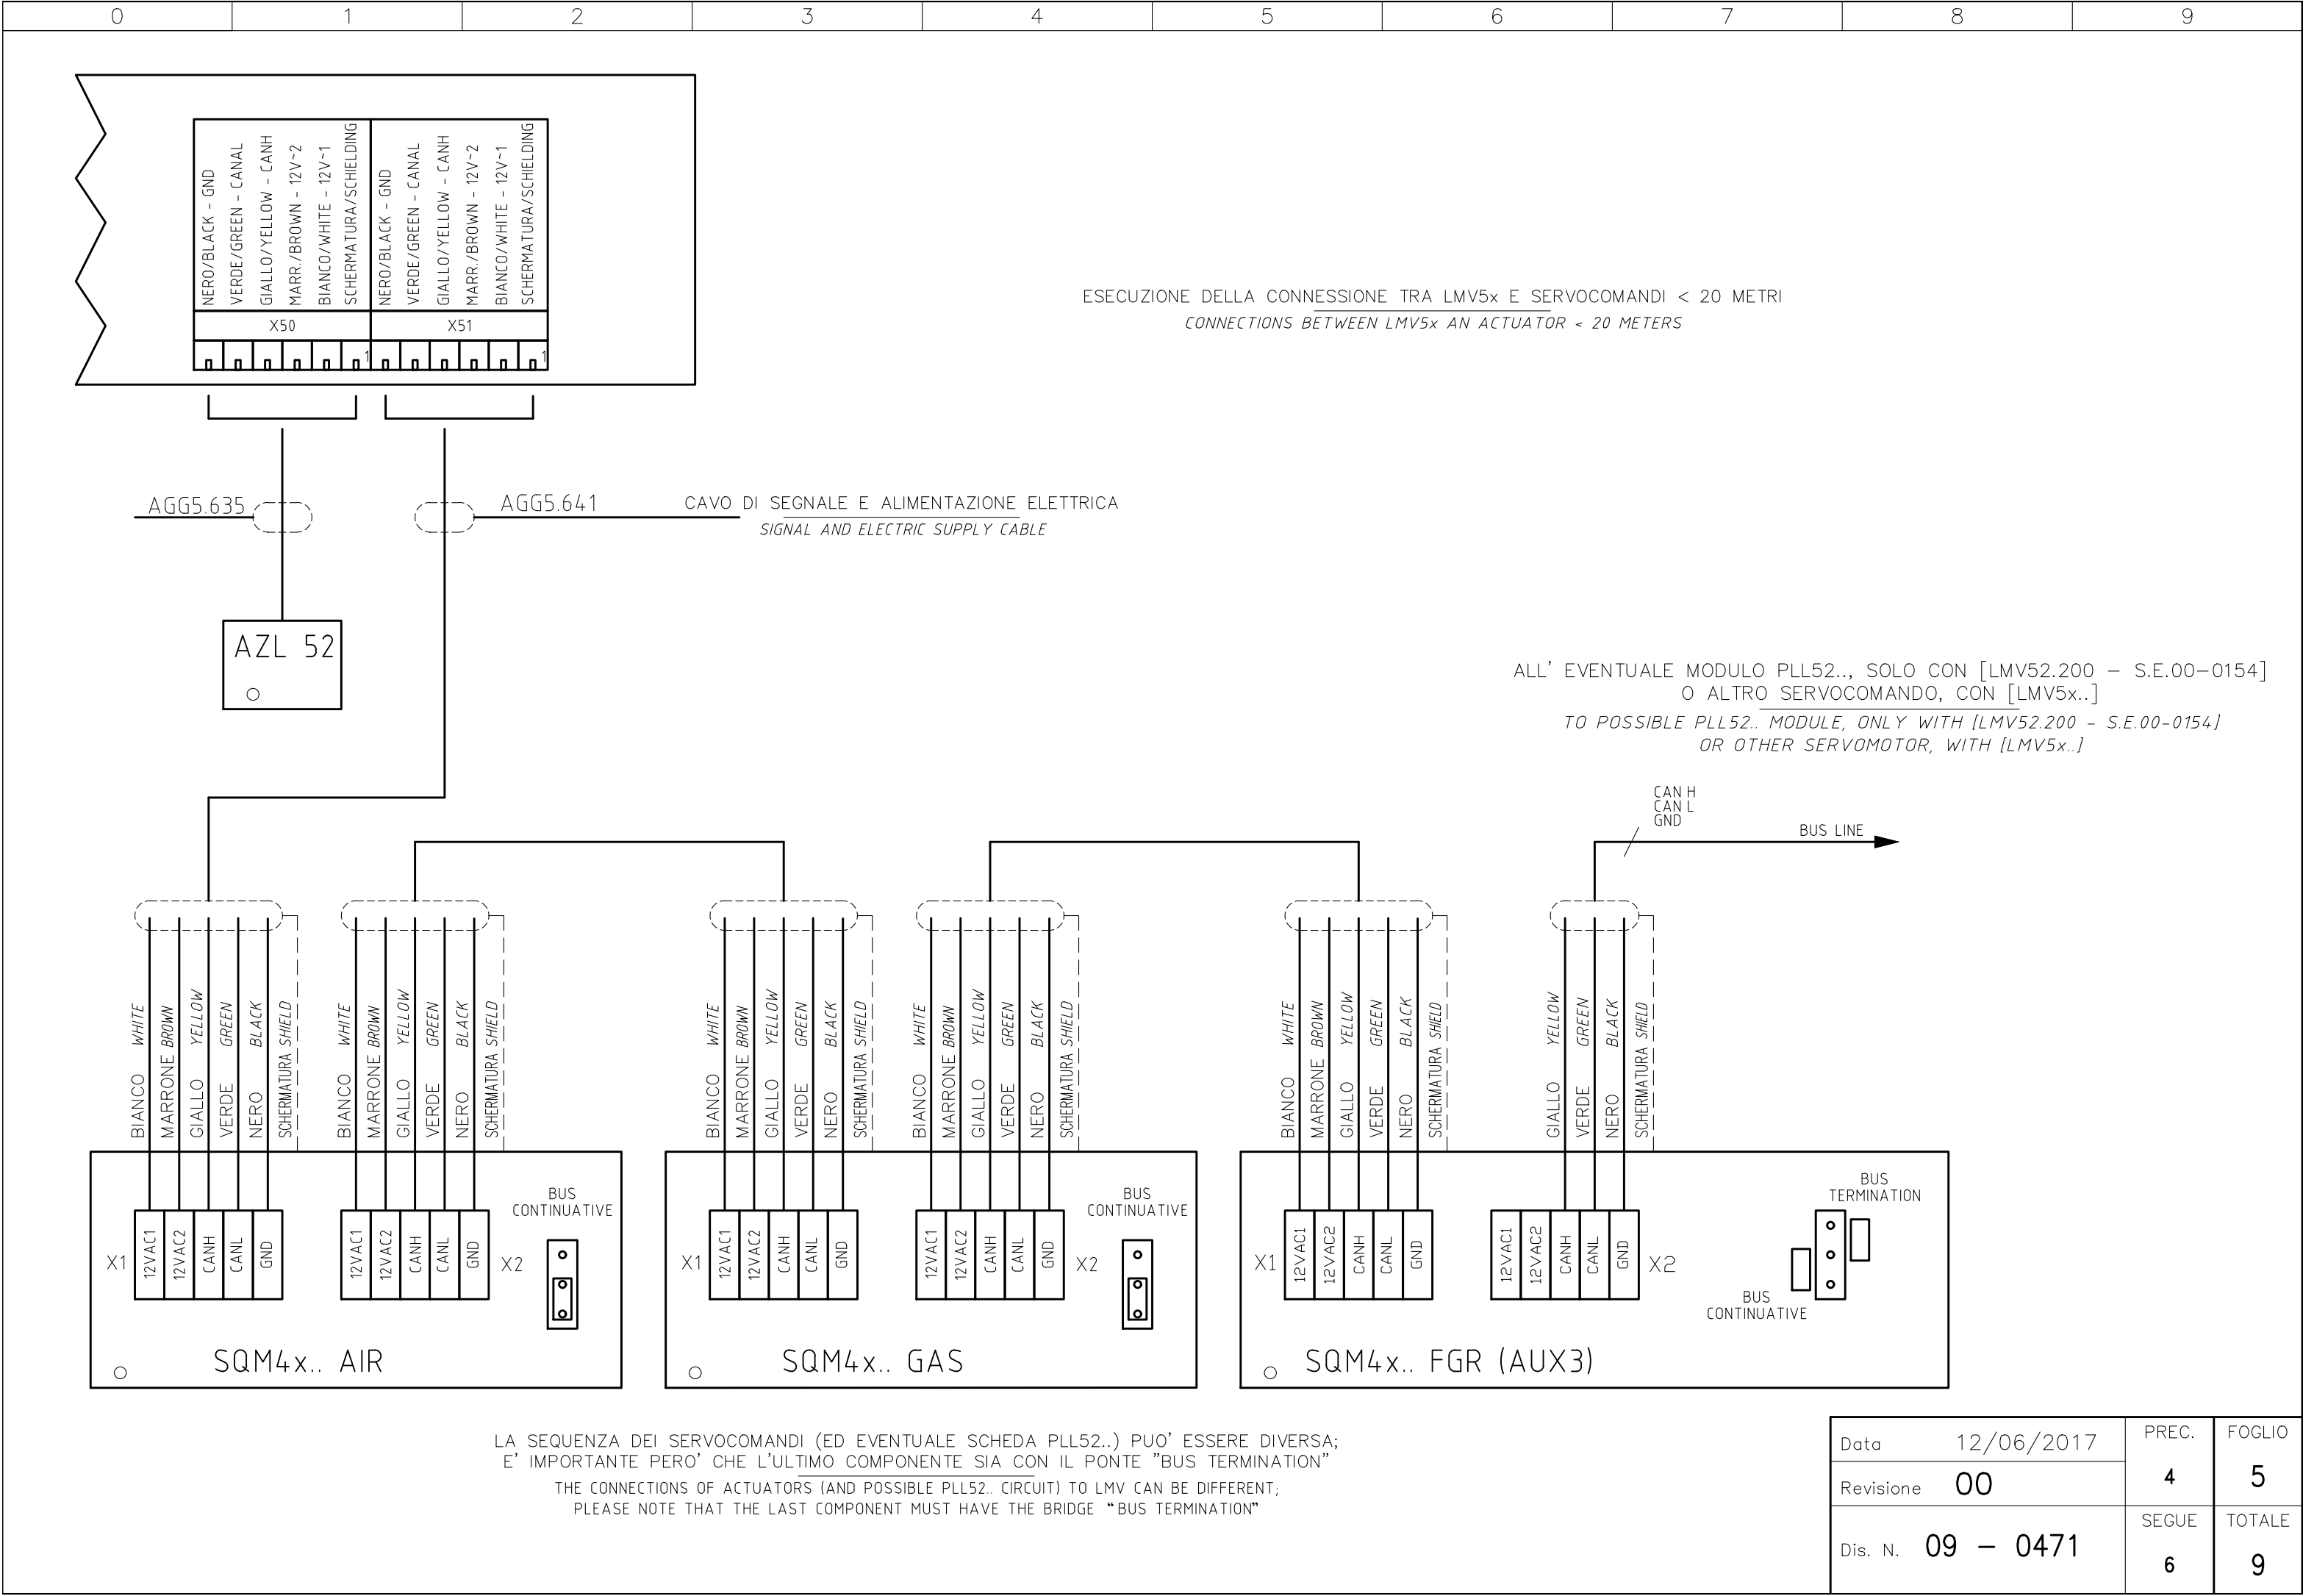 0 1 2 3 4 5 6 7 8 9
NERO/BLACK - GND
VERDE/GREEN - CANAL
GIALLO/YELLOW - CANH
MARR./BROWN - 12V~2
BIANCO/WHITE - 12V~1
SCHERMATURA/SCHIELDING
NERO/BLACK - GND
VERDE/GREEN - CANAL
GIALLO/YELLOW - CANH
MARR./BROWN - 12V~2
BIANCO/WHITE - 12V~1
SCHERMATURA/SCHIELDING
X50 X51
1 1
ESECUZIONE DELLA CONNESSIONE TRA LMV5x E SERVOCOMANDI < 20 METRI
CONNECTIONS BETWEEN LMV5x AN ACTUATOR < 20 METERS
AGG5.635
AGG5.641
CAVO DI SEGNALE E ALIMENTAZIONE ELETTRICA
SIGNAL AND ELECTRIC SUPPLY CABLE
AZL 52
ALL' EVENTUALE MODULO PLL52.., SOLO CON [LMV52.200 - S.E.00-0154]
O ALTRO SERVOCOMANDO, CON [LMV5x..]
TO POSSIBLE PLL52.. MODULE, ONLY WITH [LMV52.200 - S.E.00-0154]
OR OTHER SERVOMOTOR, WITH [LMV5x..]
CAN H
CAN L
GND
BUS LINE
BIANCO WHITE
MARRONE BROWN
GIALLO YELLOW
VERDE GREEN
NERO BLACK
SCHERMATURA SHIELD
BIANCO WHITE
MARRONE BROWN
GIALLO YELLOW
VERDE GREEN
NERO BLACK
SCHERMATURA SHIELD
BIANCO WHITE
MARRONE BROWN
GIALLO YELLOW
VERDE GREEN
NERO BLACK
SCHERMATURA SHIELD
BIANCO WHITE
MARRONE BROWN
GIALLO YELLOW
VERDE GREEN
NERO BLACK
SCHERMATURA SHIELD
BIANCO WHITE
MARRONE BROWN
GIALLO YELLOW
VERDE GREEN
NERO BLACK
SCHERMATURA SHIELD
GIALLO YELLOW
VERDE GREEN
NERO BLACK
SCHERMATURA SHIELD
X1
12VAC1
12VAC2
CANH
CANL
GND
12VAC1
12VAC2
CANH
CANL
GND
X2
BUS
CONTINUATIVE
SQM4x.. AIR
X1
12VAC1
12VAC2
CANH
CANL
GND
12VAC1
12VAC2
CANH
CANL
GND
X2
BUS
CONTINUATIVE
SQM4x.. GAS
X1
12VAC1
12VAC2
CANH
CANL
GND
12VAC1
12VAC2
CANH
CANL
GND
X2
BUS
TERMINATION
BUS
CONTINUATIVE
SQM4x.. FGR (AUX3)
LA SEQUENZA DEI SERVOCOMANDI (ED EVENTUALE SCHEDA PLL52..) PUO' ESSERE DIVERSA;
E' IMPORTANTE PERO' CHE L'ULTIMO COMPONENTE SIA CON IL PONTE "BUS TERMINATION"
THE CONNECTIONS OF ACTUATORS (AND POSSIBLE PLL52.. CIRCUIT) TO LMV CAN BE DIFFERENT;
PLEASE NOTE THAT THE LAST COMPONENT MUST HAVE THE BRIDGE “BUS TERMINATION”
Data 12/06/2017
Revisione 00
Dis. N. 09 - 0471
PREC.
4
FOGLIO
5
SEGUE
6
TOTALE
9